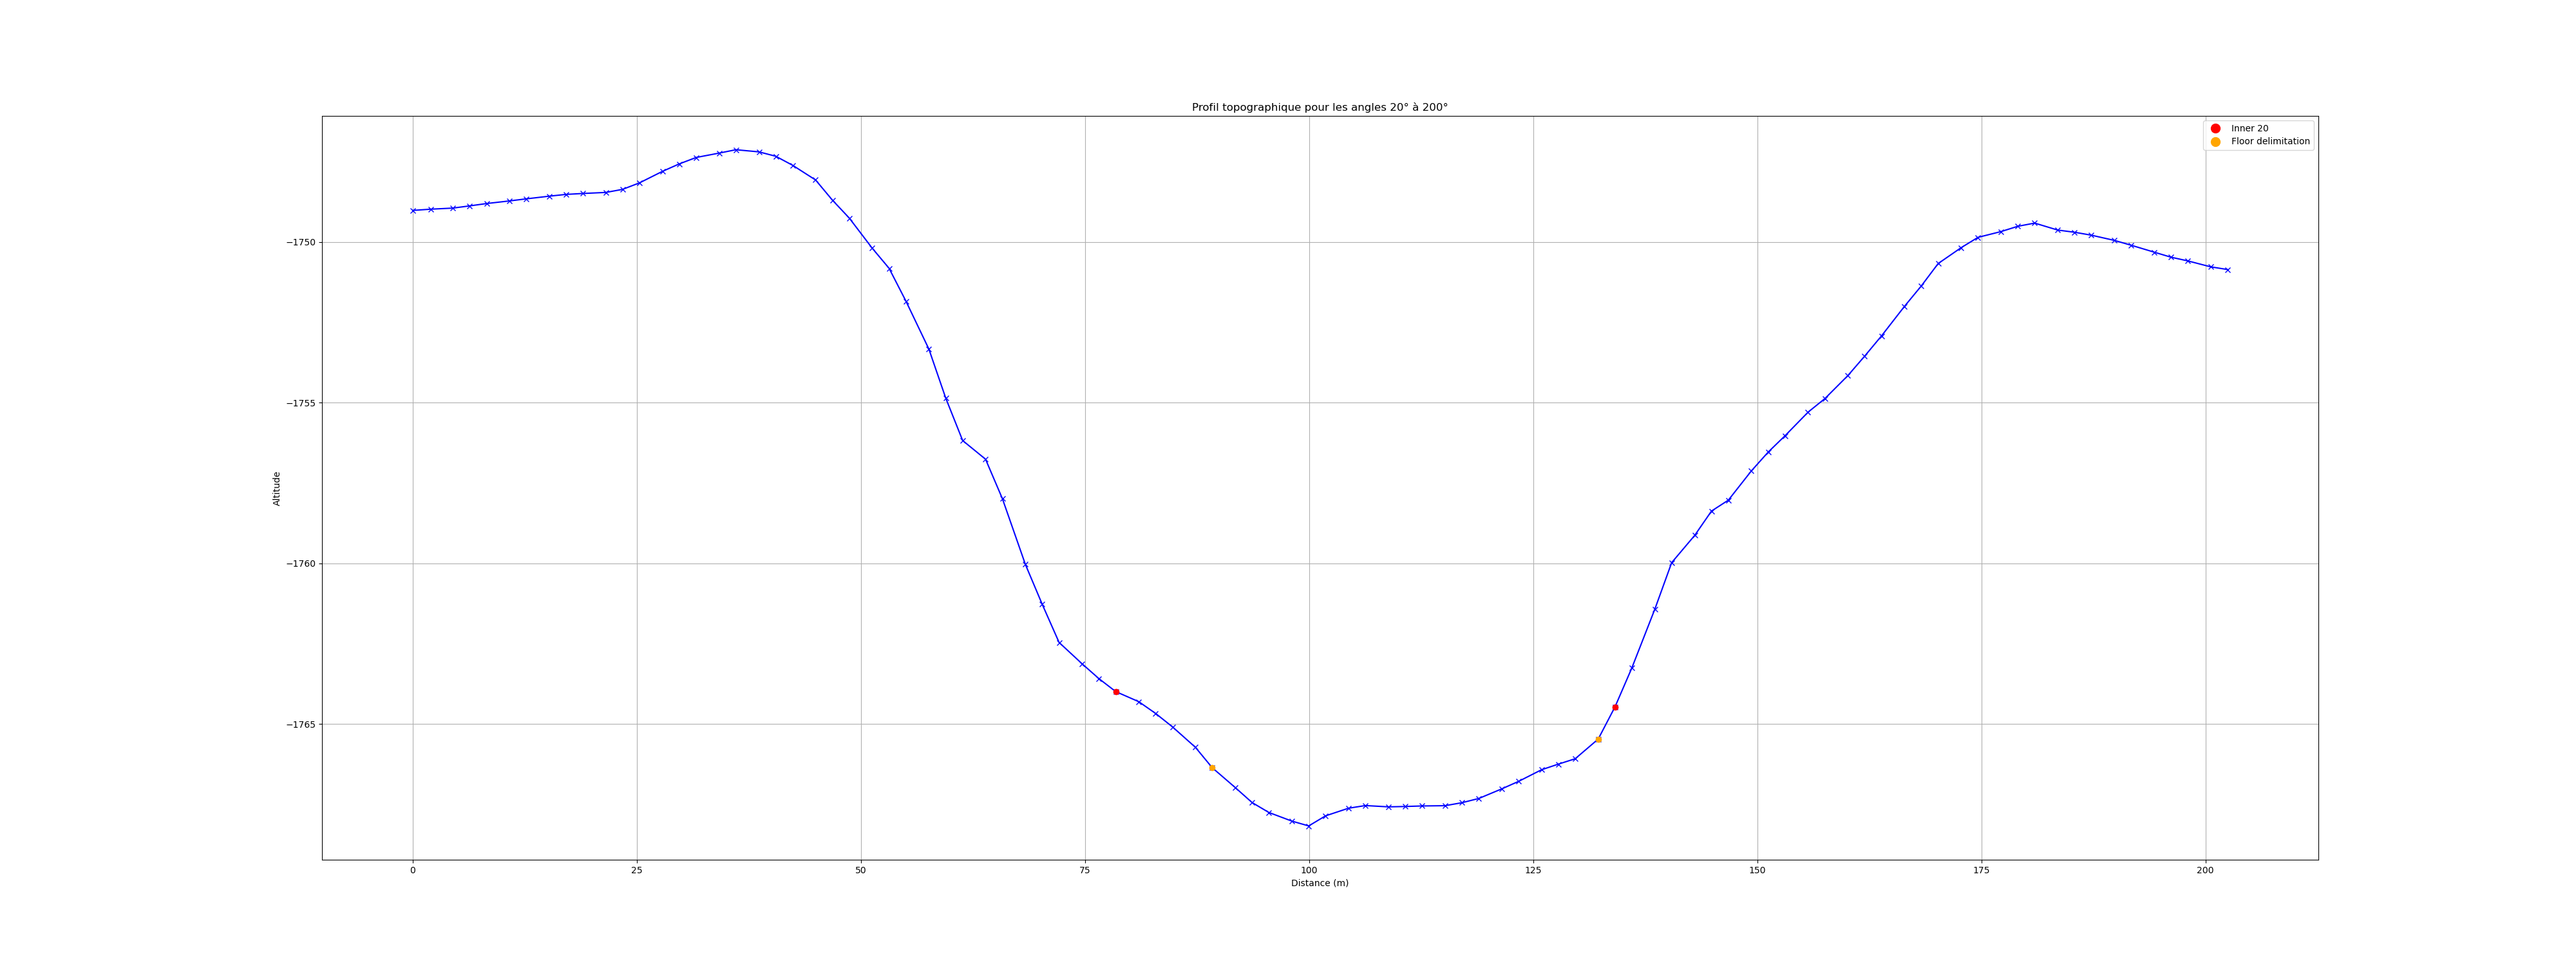 Profil topographique pour les angles 20° à 200°
Inner 20
Floor delimitation
Altitude
−1750
−1755
−1760
−1765
0 25 50 75 100 125 150 175 200
Distance (m)